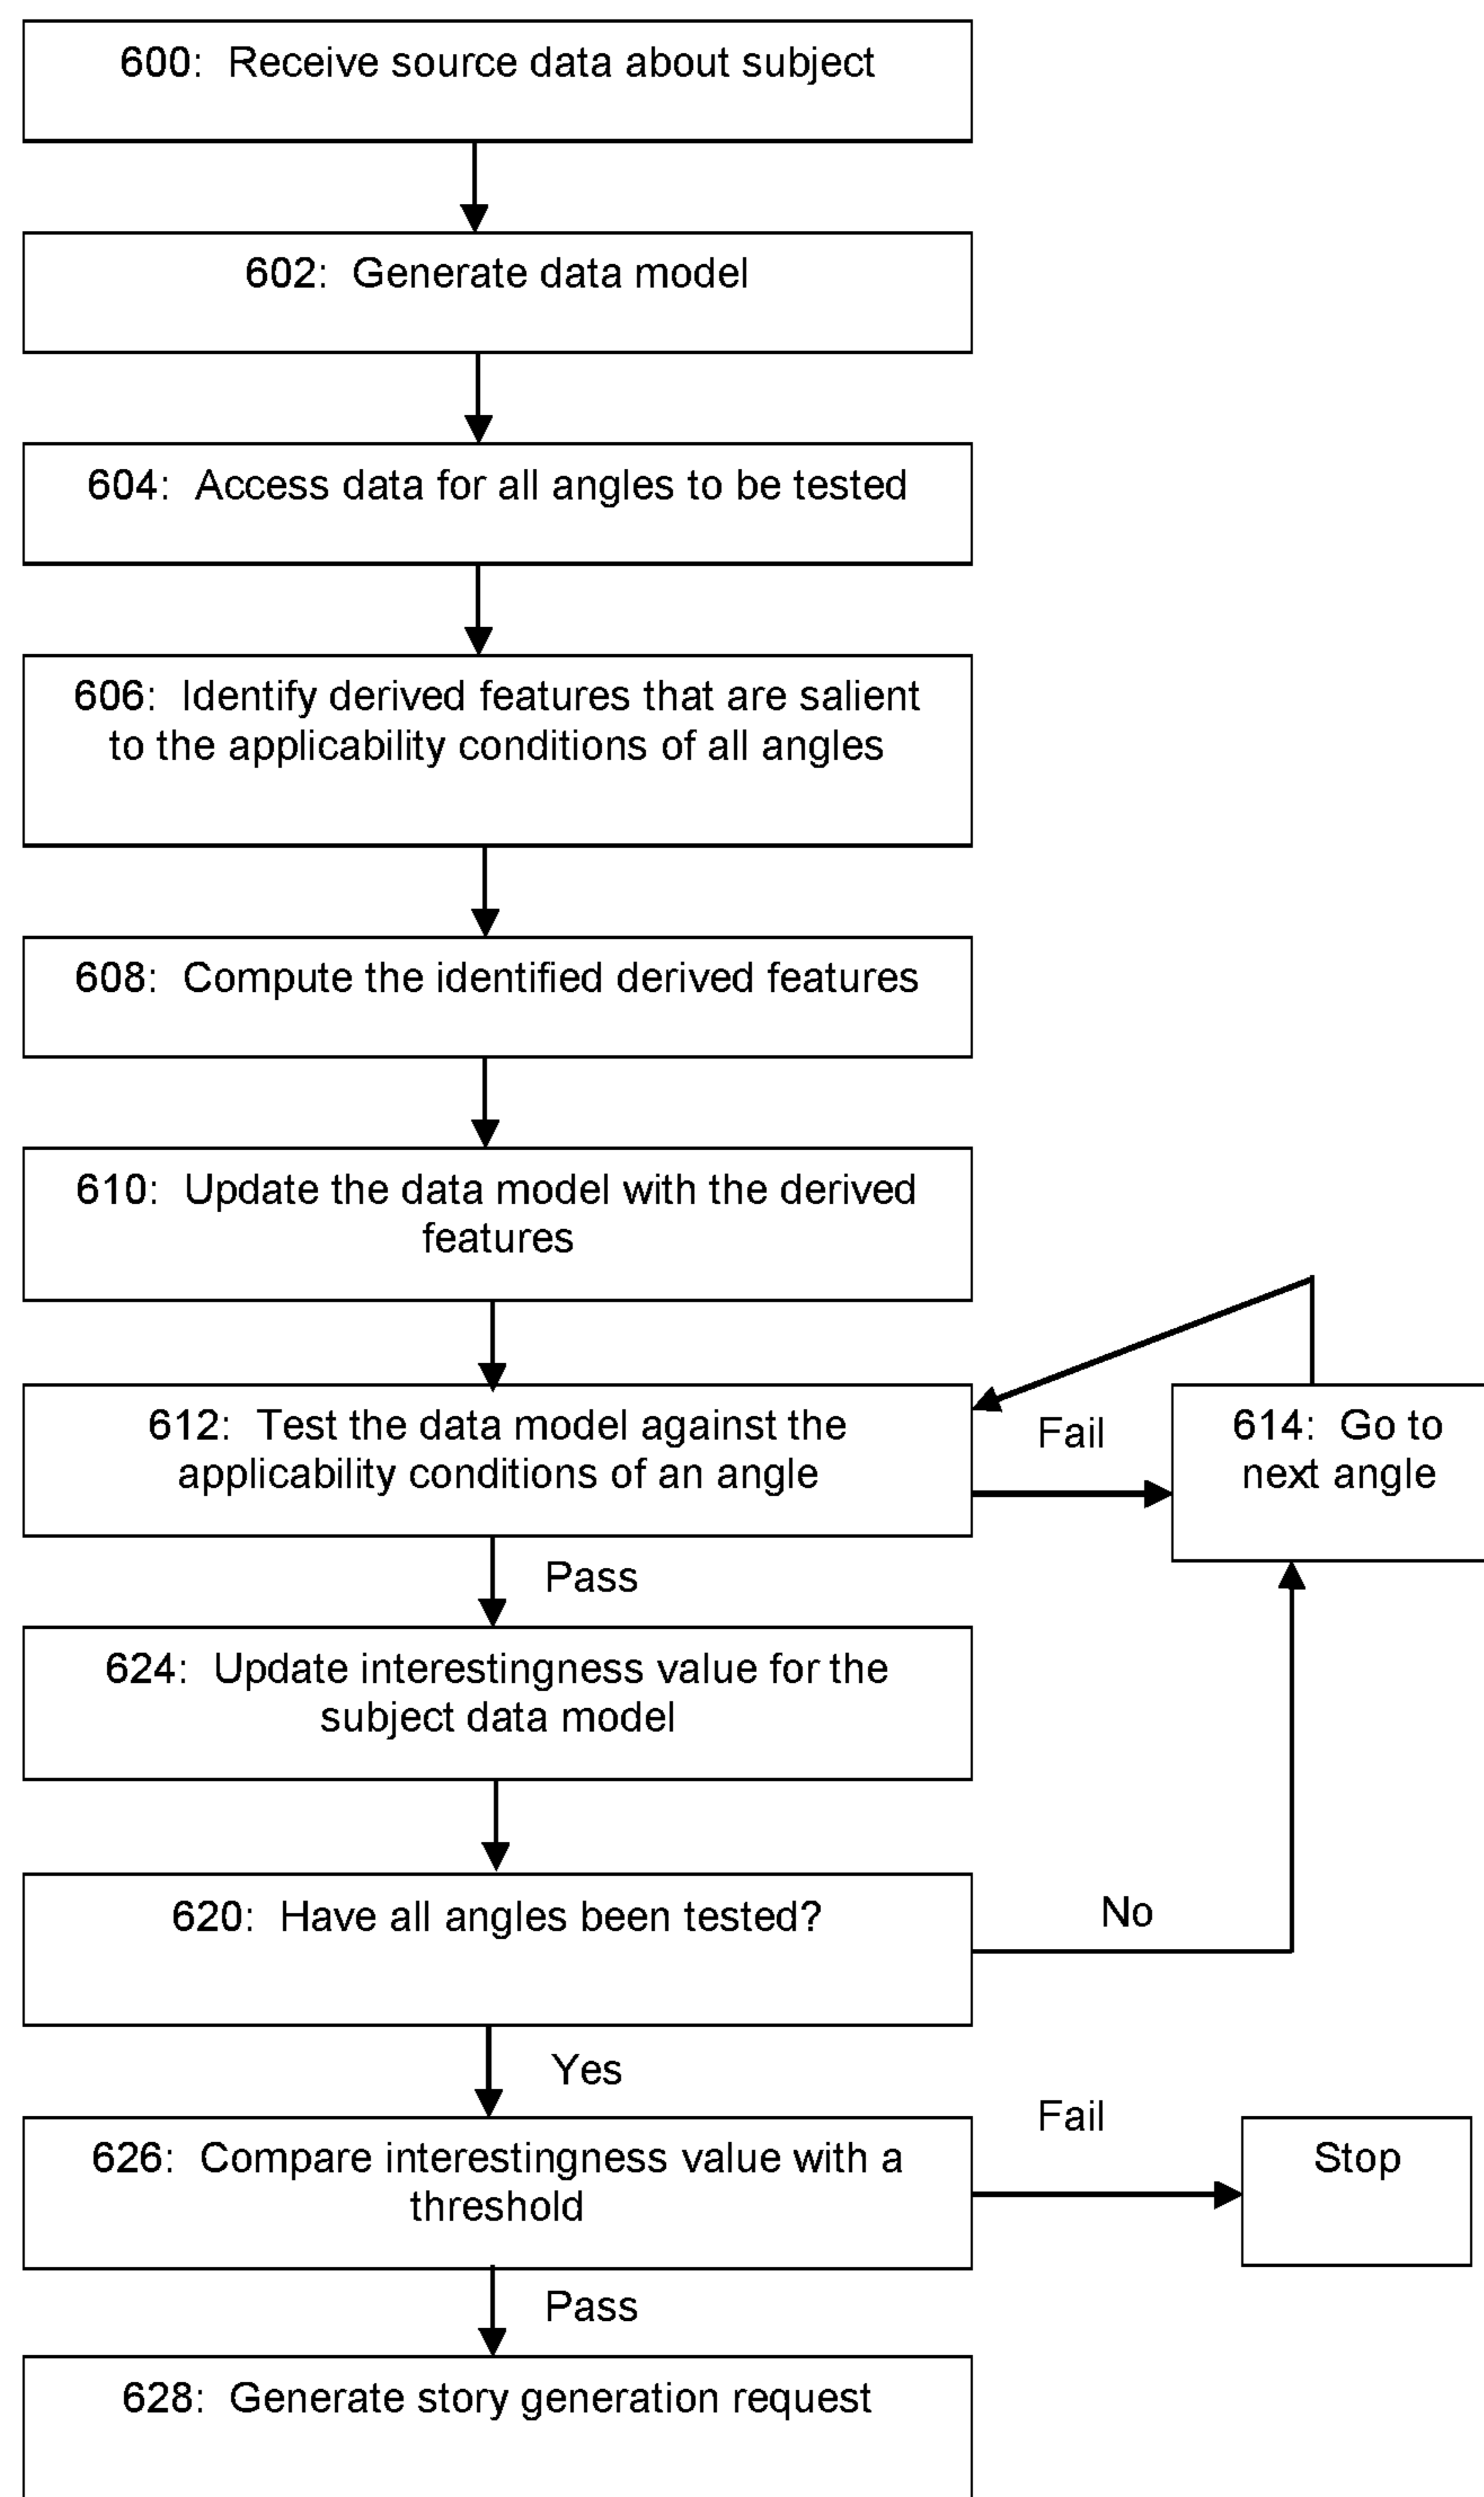 600: Receive source data about subject
602: Generate data model
604: Access data for all angles to be tested
606: Identify derived features that are salient
to the applicability conditions of all angles
608: Compute the identified derived features
610: Update the data model with the derived
features
612: Test the data model against the
applicability conditions of an angle
Fail
614: Go to
next angle
Pass
624: Update interestingness value for the
subject data model
620: Have all angles been tested?
No
Yes
626: Compare interestingness value with a
threshold
Fail
Stop
Pass
628: Generate story generation request